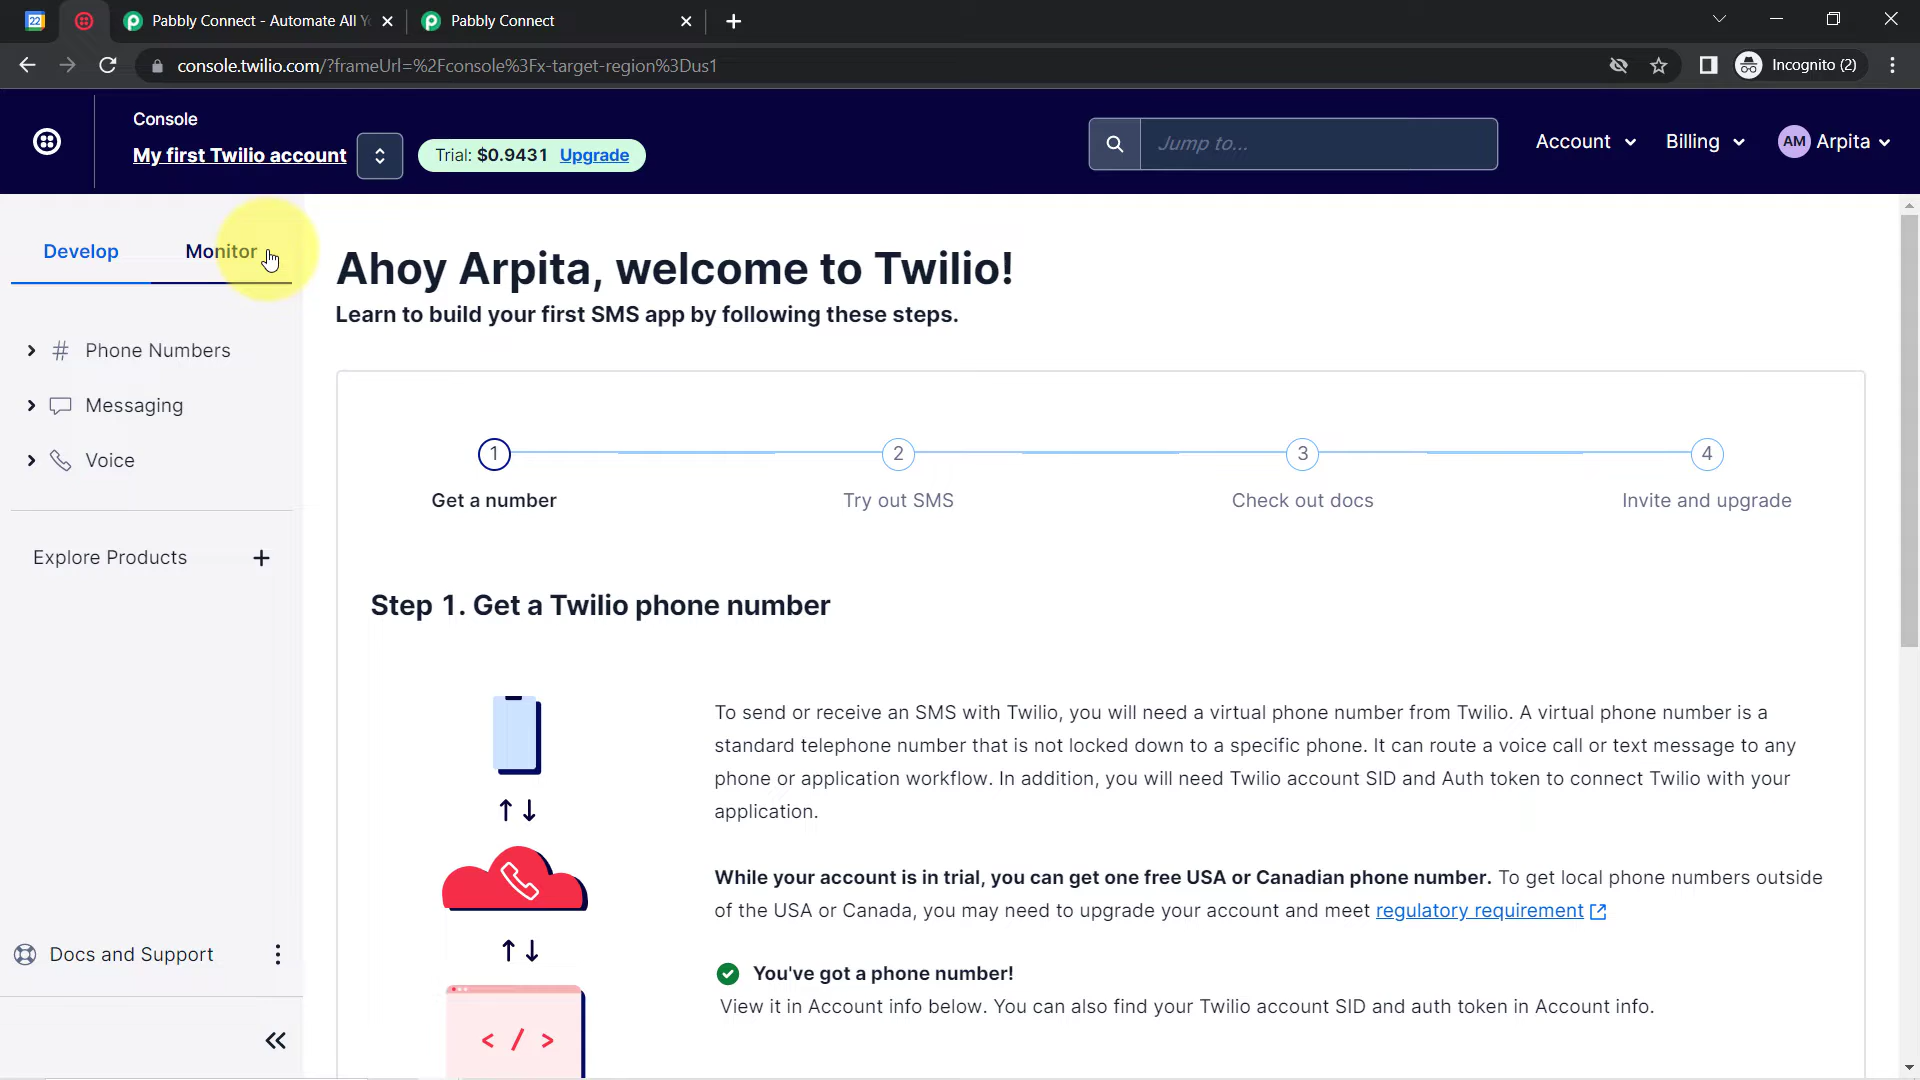 22
Pabbly Connect - Automate All Y
Pabbly Connect
console.twilio.com/?frameUrl=%2Fconsole%3Fx-target-region%3Dus1
Incognito (2)
Console
My first Twilio account
Trial: $0.9431 Upgrade
Jump to...
Account
Billing
AM
Arpita
Develop
Monitor
Phone Numbers
Messaging
Voice
Explore Products
Docs and Support
Ahoy Arpita, welcome to Twilio!
Learn to build your first SMS app by following these steps.
1
2
3
4
Get a number
Try out SMS
Check out docs
Invite and upgrade
Step 1. Get a Twilio phone number
To send or receive an SMS with Twilio, you will need a virtual phone number from Twilio. A virtual phone number is a
standard telephone number that is not locked down to a specific phone. It can route a voice call or text message to any
phone or application workflow. In addition, you will need Twilio account SID and Auth token to connect Twilio with your
application.
While your account is in trial, you can get one free USA or Canadian phone number. To get local phone numbers outside
of the USA or Canada, you may need to upgrade your account and meet regulatory requirement
You've got a phone number!
View it in Account info below. You can also find your Twilio account SID and auth token in Account info.
< / >